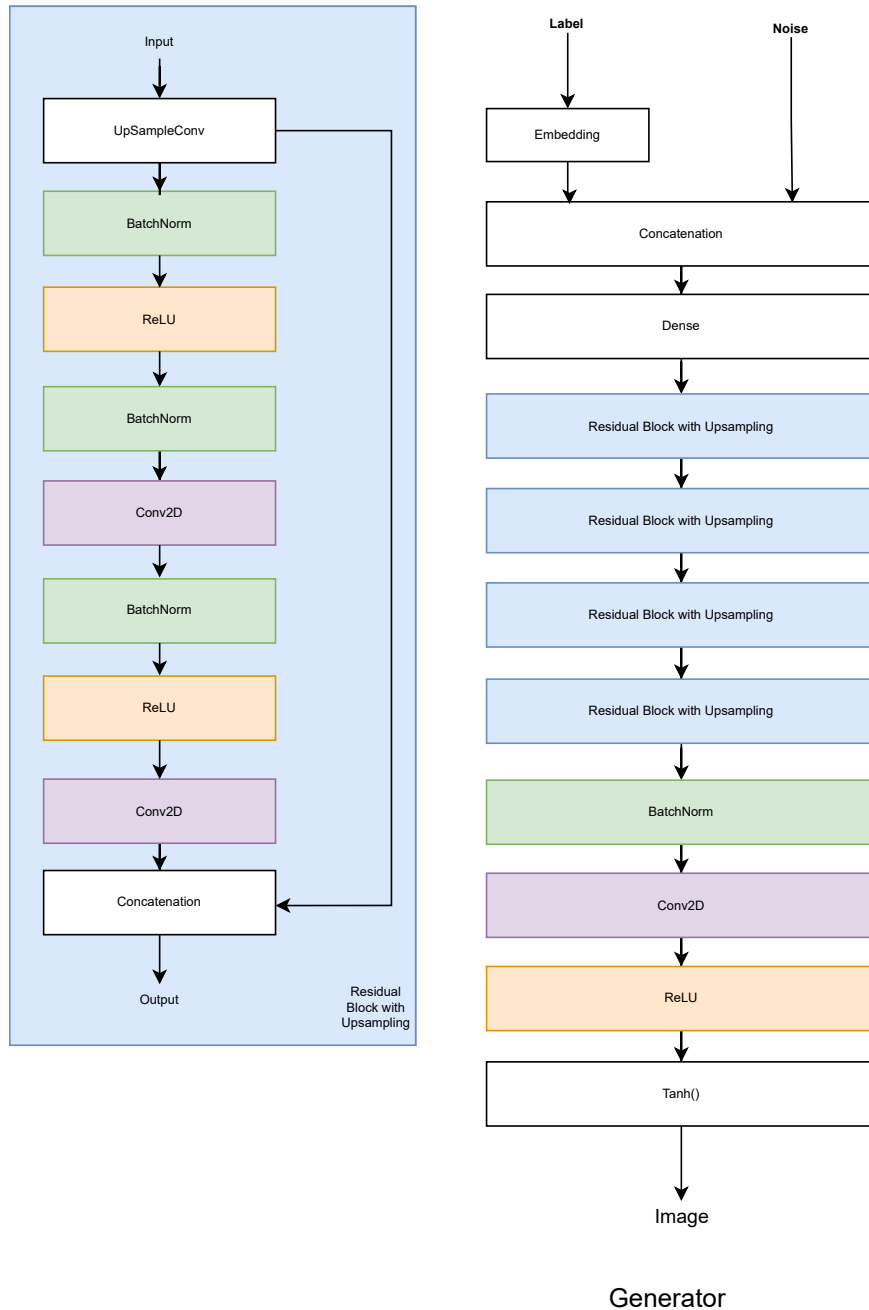 Input
UpSampleConv
BatchNorm
ReLU
BatchNorm
Conv2D
BatchNorm
ReLU
Conv2D
Concatenation
Output
Residual
Block with
Upsampling
Label
Noise
Embedding
Concatenation
Dense
Residual Block with Upsampling
Residual Block with Upsampling
Residual Block with Upsampling
Residual Block with Upsampling
BatchNorm
Conv2D
ReLU
Tanh()
Image
Generator